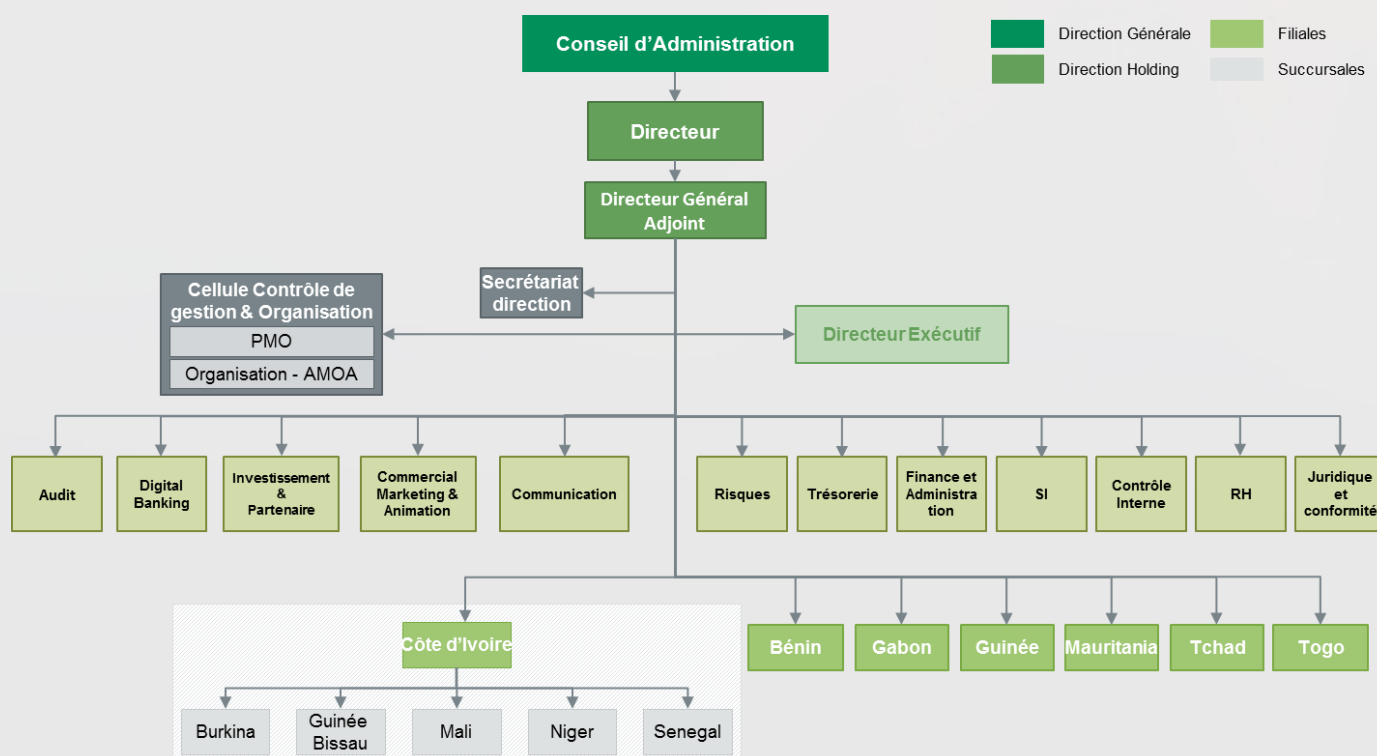 Conseil d'Administration
Direction Générale
Filiales
Direction Holding
Succursales
Directeur
Directeur Général
Adjoint
Secrétariat
direction
Cellule Contrôle de
gestion & Organisation
PMO
Organisation - AMOA
Directeur Exécutif
Audit
Digital
Banking
Investissement
&
Partenaire
Commercial
Marketing &
Animation
Communication
Risques
Trésorerie
Finance et
Administra
tion
SI
Contrôle
Interne
RH
Juridique
et
conformité
Côte d'Ivoire
Bénin
Gabon
Guinée
Mauritania
Tchad
Togo
Burkina
Guinée
Bissau
Mali
Niger
Senegal